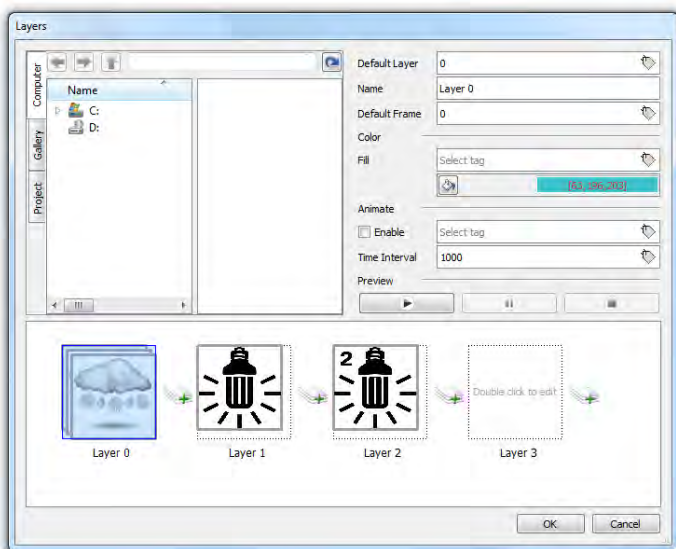 Layers
Computer
Gallery
Project
Name
C:
D:
Default Layer 0
Name Layer 0
Default Frame 0
Color
Fill Select tag
Animate
Enable Select tag
Time Interval 1000
Preview
2
Double click to edit
Layer 0 Layer 1 Layer 2 Layer 3
OK Cancel